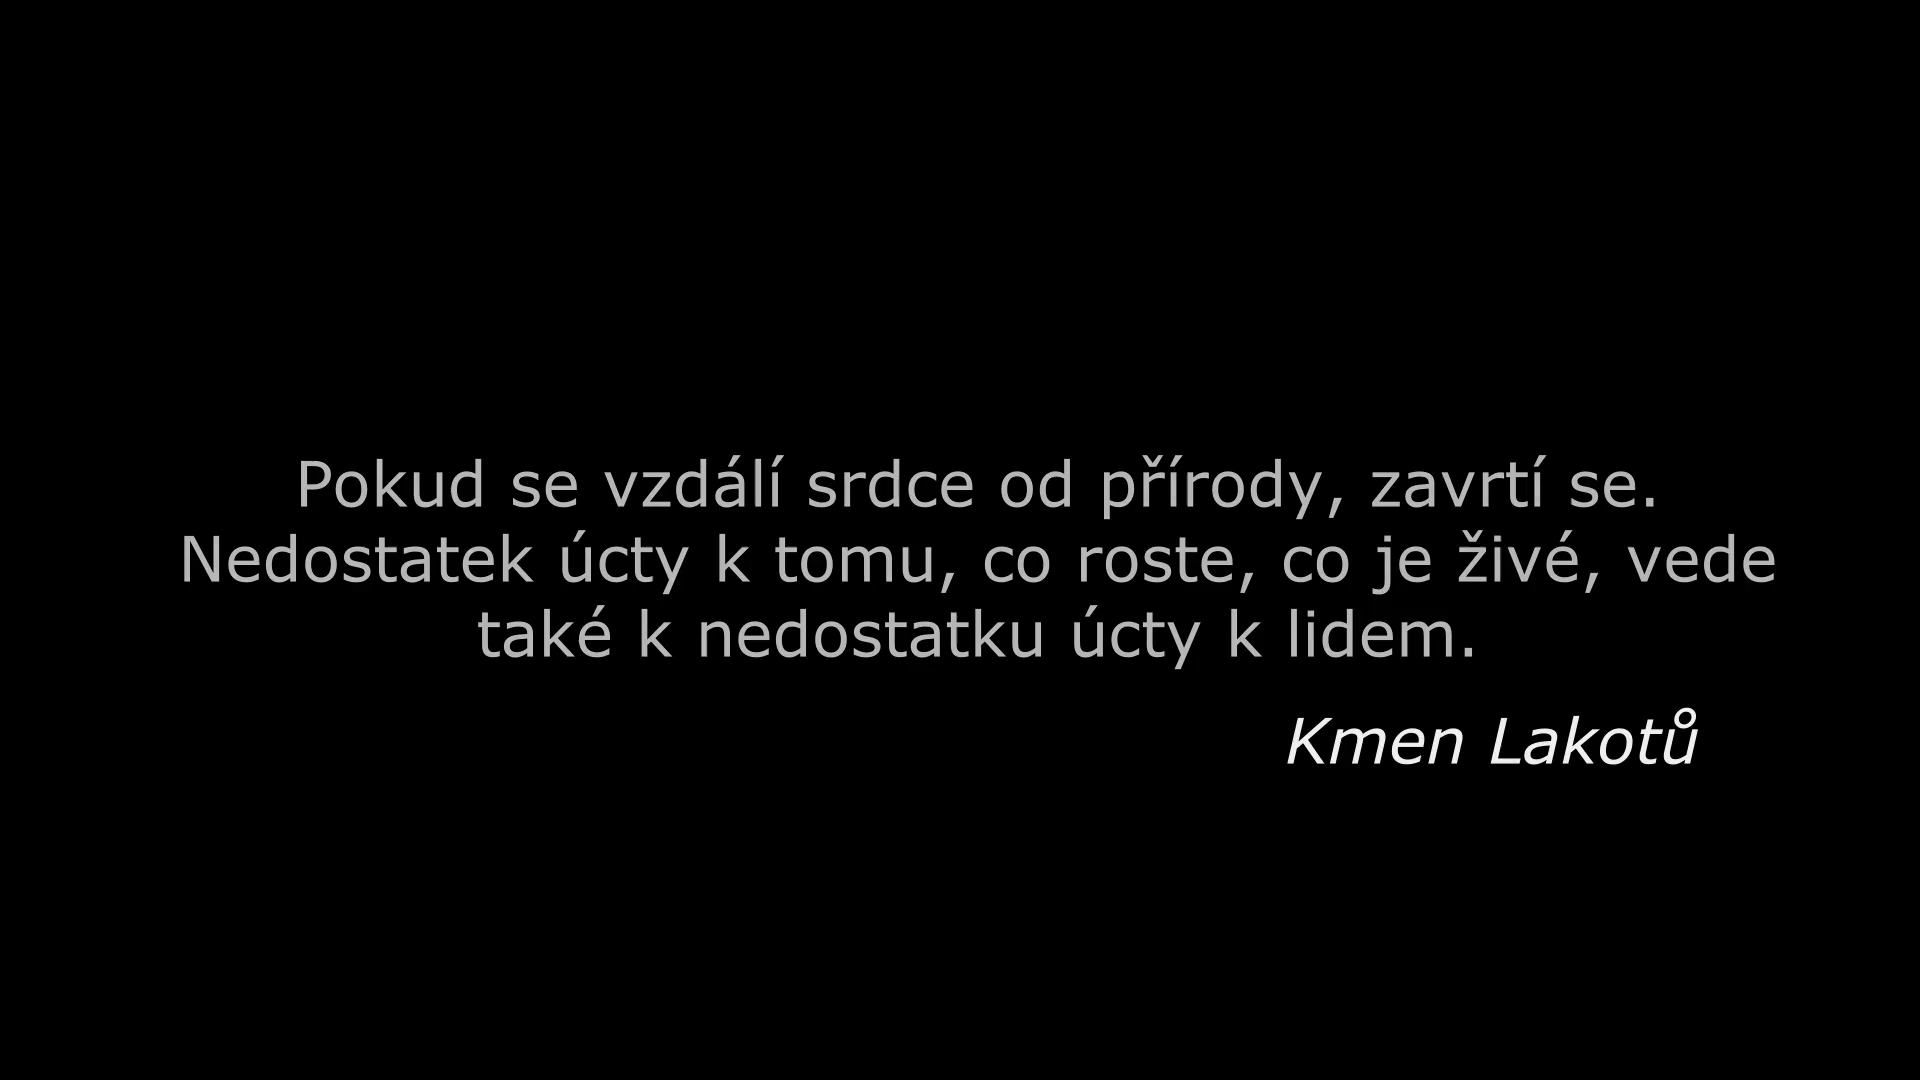 Pokud se vzdálí srdce od přírody, zavrtí se.
Nedostatek úcty k tomu, co roste, co je živé, vede
také k nedostatku úcty k lidem.
Kmen Lakotů